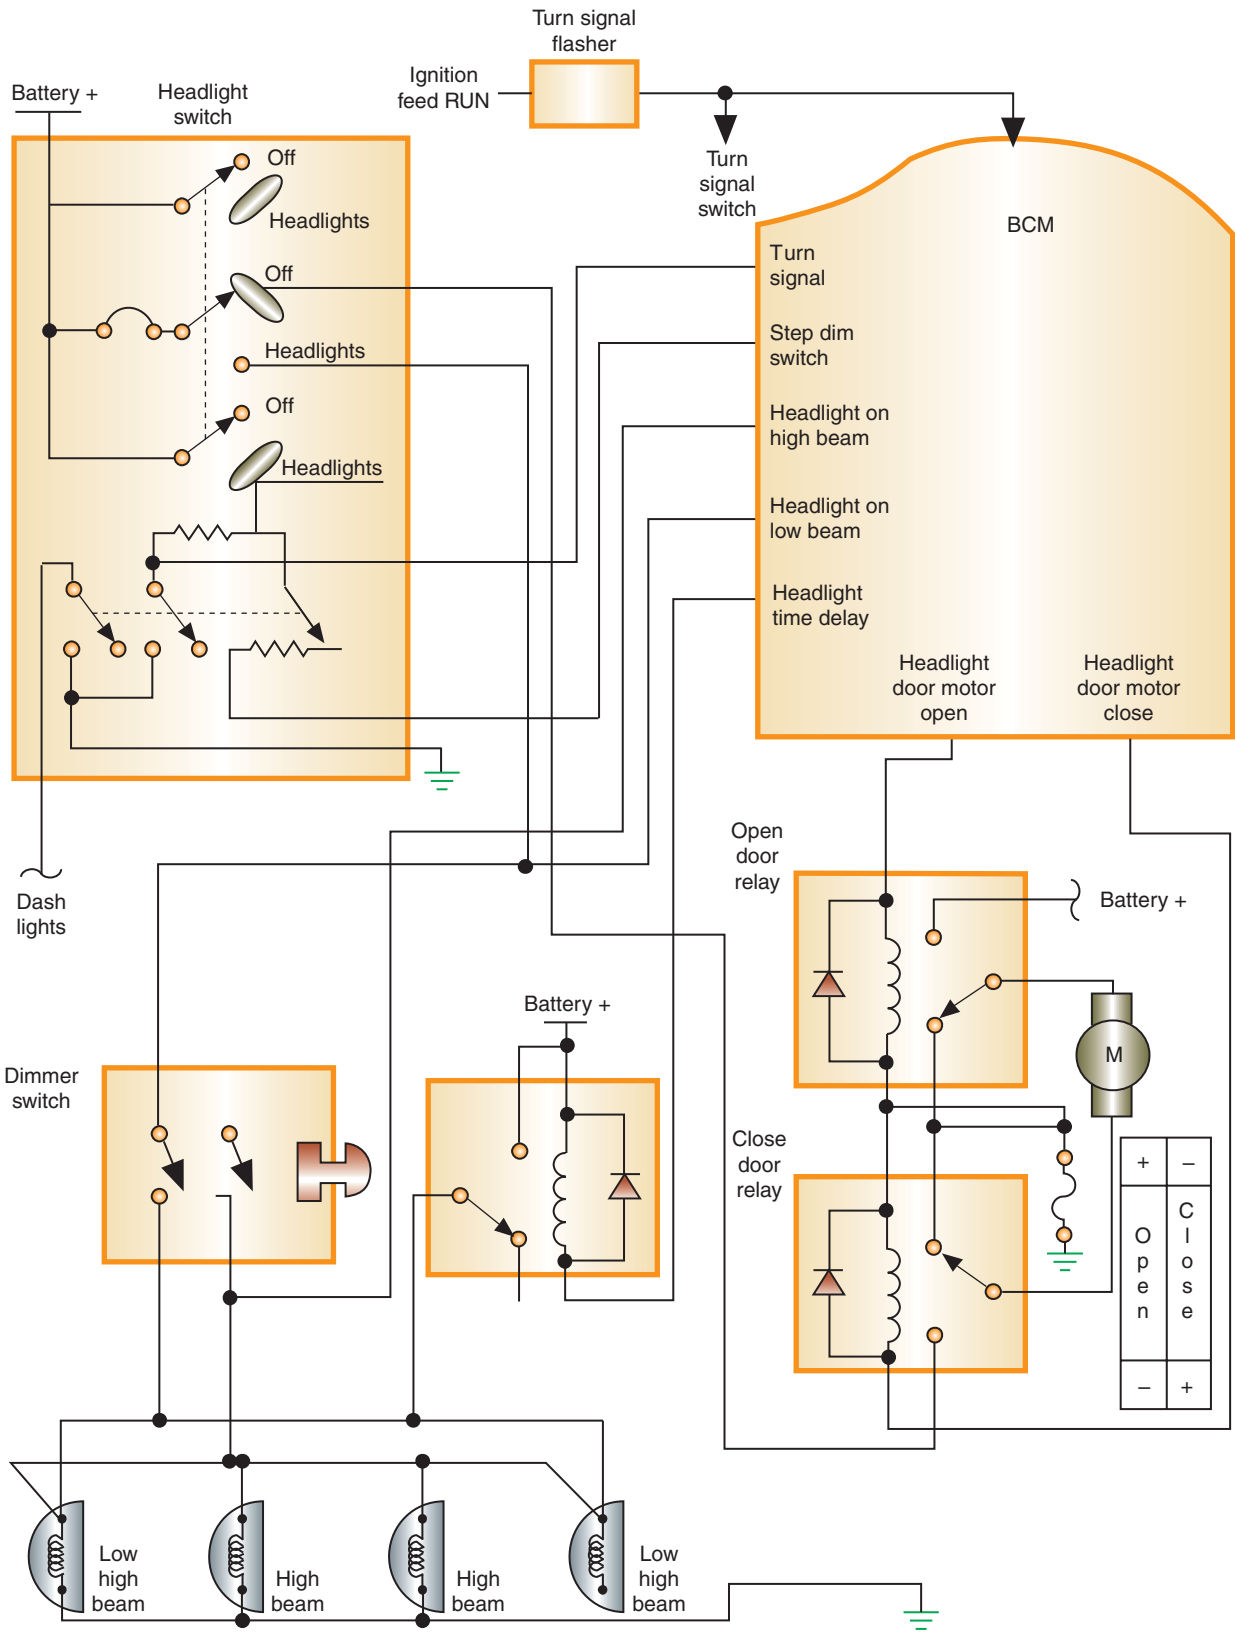 Turn signal
flasher
Ignition
feed RUN
Battery +
Headlight
switch
Off
Headlights
Turn
signal
switch
BCM
Turn
signal
Off
Step dim
switch
Headlights
Off
Headlight on
high beam
Headlights
Headlight on
low beam
Headlight
time delay
Headlight
door motor
open
Headlight
door motor
close
Open
door
relay
Battery +
Dash
lights
Battery +
M
Dimmer
switch
Close
door
relay
+ –
Open
Close
– +
Low
high
beam
High
beam
High
beam
Low
high
beam